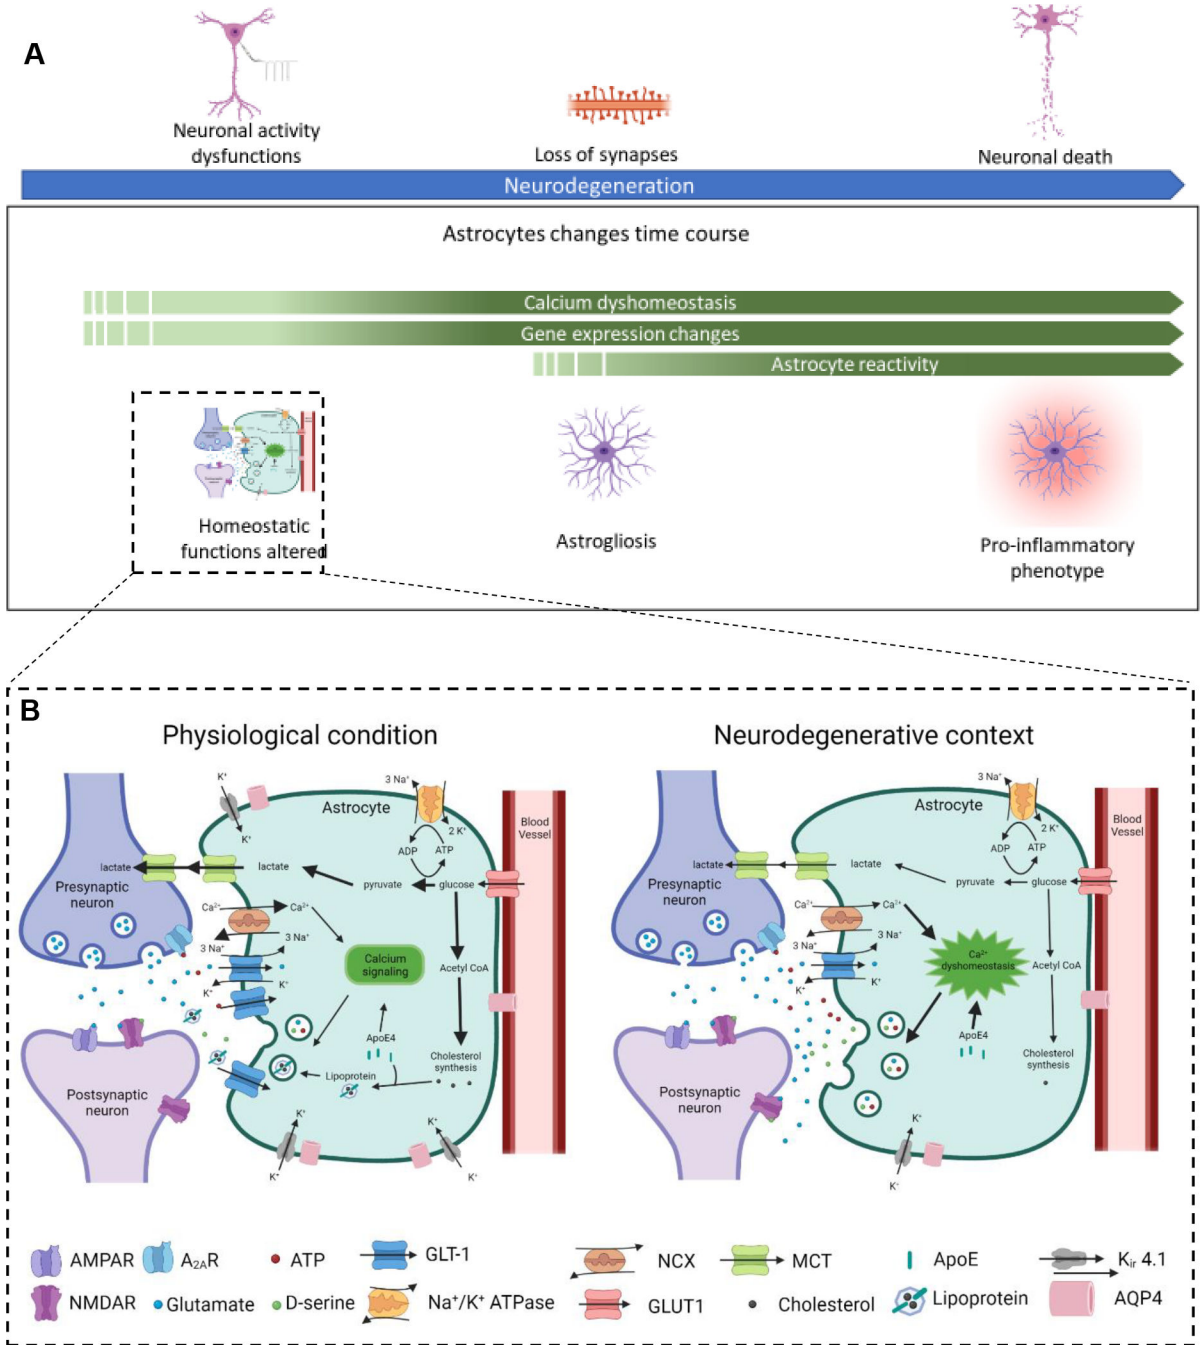 A
Neuronal activity
dysfunctions
Loss of synapses
Neuronal death
Neurodegeneration
Astrocytes changes time course
Calcium dyshomeostasis
Gene expression changes
Astrocyte reactivity
Homeostatic
functions altered
Astrogliosis
Pro-inflammatory
phenotype
B
Physiological condition
K⁺
K⁺
Astrocyte
3 Na⁺
2 K⁺
ADP
ATP
Blood
Vessel
lactate
lactate
pyruvate
glucose
Presynaptic
neuron
Ca²⁺
Ca²⁺
3 Na⁺
3 Na⁺
K⁺
K⁺
Calcium
signaling
Acetyl CoA
ApoE4
Cholesterol
synthesis
Lipoprotein
Postsynaptic
neuron
K⁺
K⁺
K⁺
K⁺
Neurodegenerative context
Astrocyte
3 Na⁺
2 K⁺
ADP
ATP
Blood
Vessel
lactate
lactate
pyruvate
glucose
Presynaptic
neuron
Ca²⁺
Ca²⁺
3 Na⁺
3 Na⁺
K⁺
K⁺
Ca²⁺
dyshomeostasis
Acetyl CoA
ApoE4
Cholesterol
synthesis
Postsynaptic
neuron
K⁺
K⁺
AMPAR
A₂ₐR
ATP
GLT-1
NCX
MCT
ApoE
Kᵢᵣ 4.1
NMDAR
Glutamate
D-serine
Na⁺/K⁺ ATPase
GLUT1
Cholesterol
Lipoprotein
AQP4